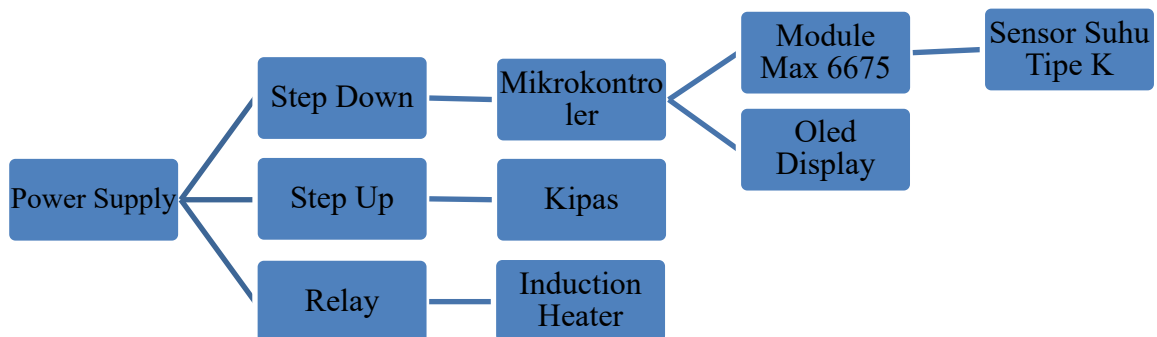 Power Supply
Step Down
Mikrokontro
ler
Module
Max 6675
Sensor Suhu
Tipe K
Oled
Display
Step Up
Kipas
Relay
Induction
Heater